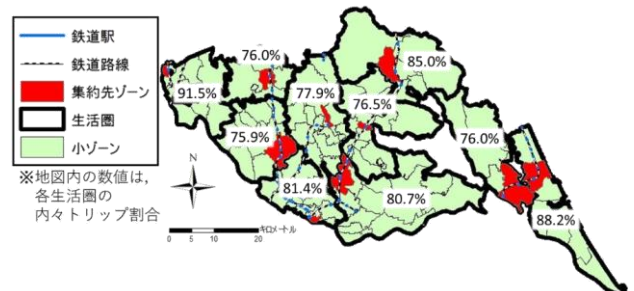 鉄道駅
鉄道路線
集約先ゾーン
生活圏
小ゾーン
※地図内の数値は，
各生活圏の
内々トリップ割合
N
0 5 10 20
キロメートル
76.0%
85.0%
91.5%
77.9%
76.5%
75.9%
76.0%
81.4%
80.7%
88.2%